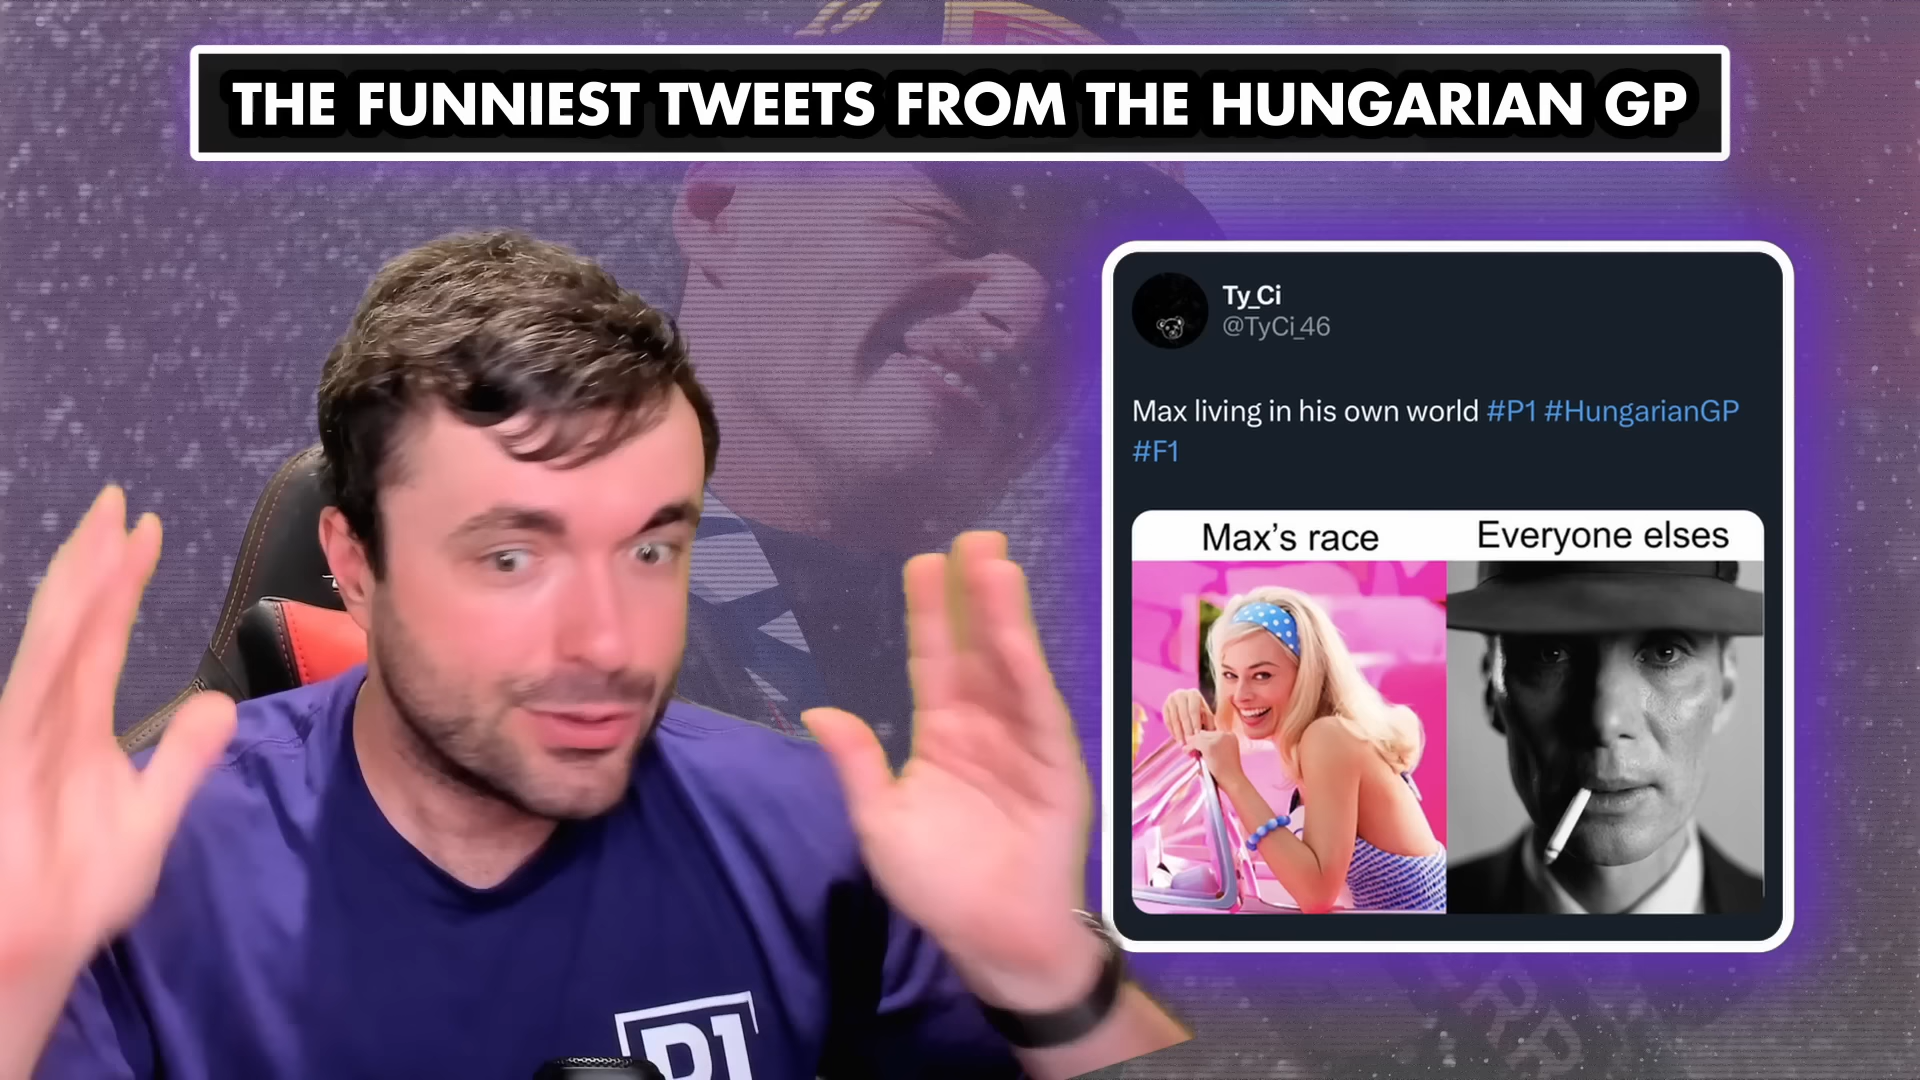 THE FUNNIEST TWEETS FROM THE HUNGARIAN GP
Ty_Ci
@TyCi_46
Max living in his own world #P1 #HungarianGP
#F1
Max's race
Everyone elses
P1